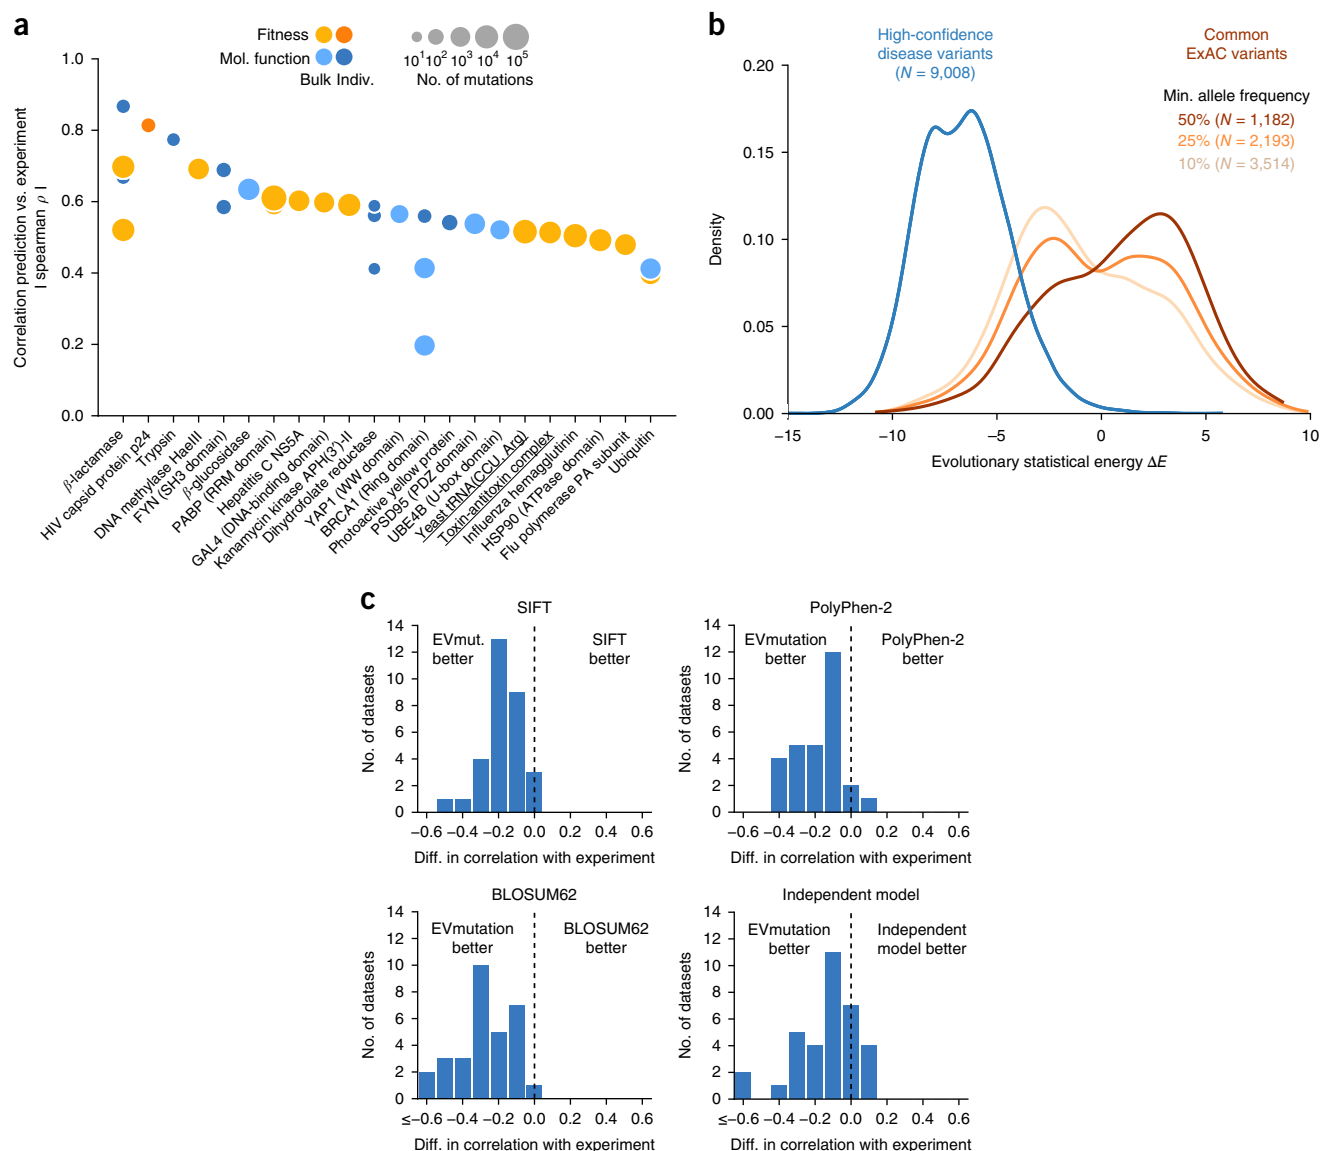 a
Fitness
Mol. function
Bulk Indiv.
10¹ 10² 10³ 10⁴ 10⁵
No. of mutations
Correlation prediction vs. experiment
| spearman ρ |
1.0
0.8
0.6
0.4
0.2
0.0
β-lactamase
HIV capsid protein p24
Trypsin
DNA methylase HaeIII
FYN (SH3 domain)
β-glucosidase
PABP (RRM domain)
Hepatitis C NS5A
GAL4 (DNA-binding domain)
Kanamycin kinase APH(3')-II
Dihydrofolate reductase
YAP1 (WW domain)
BRCA1 (Ring domain)
Photoactive yellow protein
PSD95 (PDZ domain)
UBE4B (U-box domain)
Yeast tRNA(CCU, Arg)
Toxin-antitoxin complex
Influenza hemagglutinin
HSP90 (ATPase domain)
Flu polymerase PA subunit
Ubiquitin
b
High-confidence
disease variants
(N = 9,008)
Common
ExAC variants
Min. allele frequency
50% (N = 1,182)
25% (N = 2,193)
10% (N = 3,514)
Density
0.20
0.15
0.10
0.05
0.00
−15 −10 −5 0 5 10
Evolutionary statistical energy ΔE
c
SIFT
No. of datasets
14
12
10
8
6
4
2
0
EVmut.
better
SIFT
better
−0.6 −0.4 −0.2 0.0 0.2 0.4 0.6
Diff. in correlation with experiment
PolyPhen-2
No. of datasets
14
12
10
8
6
4
2
0
EVmutation
better
PolyPhen-2
better
−0.6 −0.4 −0.2 0.0 0.2 0.4 0.6
Diff. in correlation with experiment
BLOSUM62
No. of datasets
14
12
10
8
6
4
2
0
EVmutation
better
BLOSUM62
better
≤−0.6 −0.4 −0.2 0.0 0.2 0.4 0.6
Diff. in correlation with experiment
Independent model
No. of datasets
14
12
10
8
6
4
2
0
EVmutation
better
Independent
model better
≤−0.6 −0.4 −0.2 0.0 0.2 0.4 0.6
Diff. in correlation with experiment